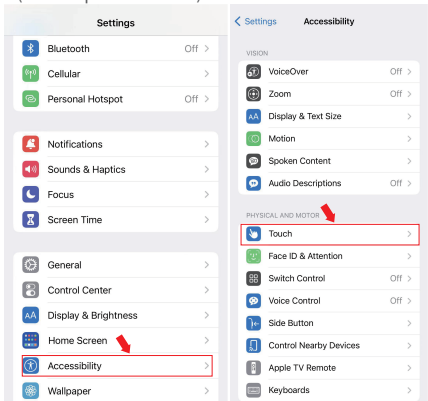 Settings
Bluetooth Off
Cellular
Personal Hotspot Off
Notifications
Sounds & Haptics
Focus
Screen Time
General
Control Center
AA Display & Brightness
Home Screen
Accessibility
Wallpaper
Settings Accessibility
VISION
VoiceOver Off
Zoom Off
AA Display & Text Size
Motion
Spoken Content
Audio Descriptions Off
PHYSICAL AND MOTOR
Touch
Face ID & Attention
Switch Control Off
Voice Control Off
Side Button
Control Nearby Devices
Apple TV Remote
Keyboards